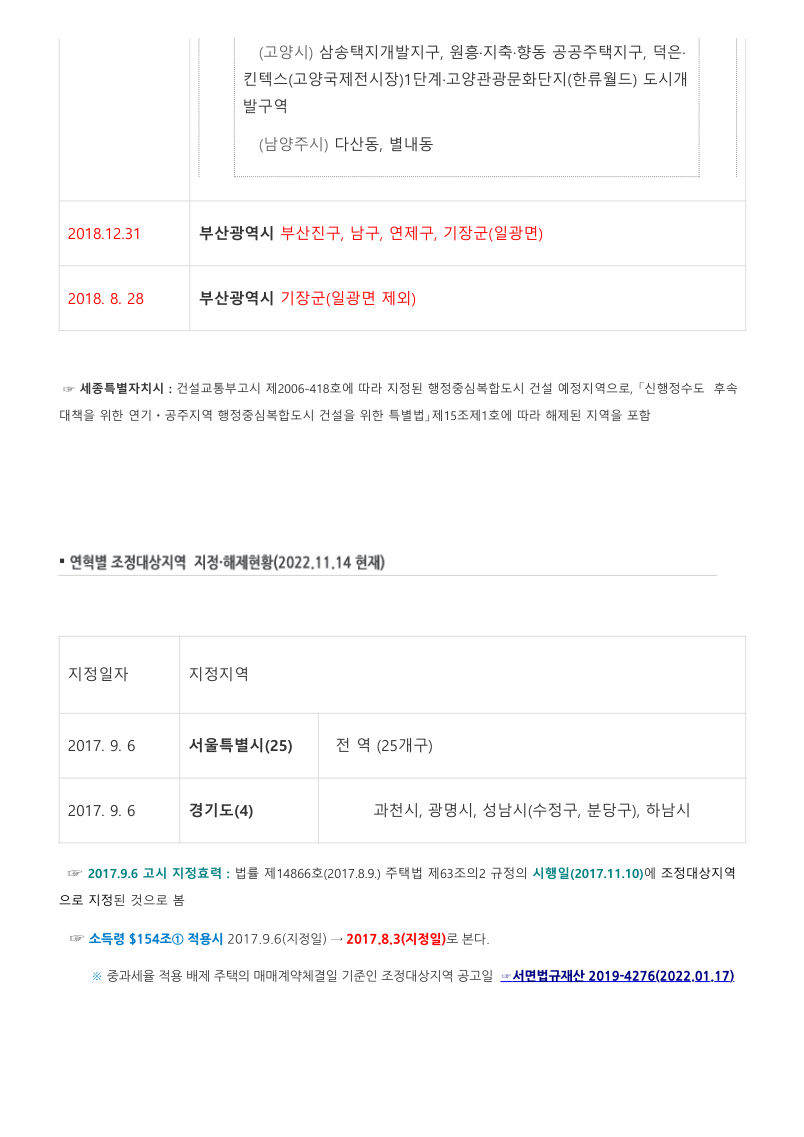 (고양시) 삼송택지개발지구, 원흥·지축·향동 공공주택지구, 덕은·
킨텍스(고양국제전시장)1단계·고양관광문화단지(한류월드) 도시개
발구역
(남양주시) 다산동, 별내동
2018.12.31 부산광역시 부산진구, 남구, 연제구, 기장군(일광면)
2018. 8. 28 부산광역시 기장군(일광면 제외)
☞ 세종특별자치시 : 건설교통부고시 제2006-418호에 따라 지정된 행정중심복합도시 건설 예정지역으로, 「신행정수도 후속
대책을 위한 연기・공주지역 행정중심복합도시 건설을 위한 특별법」제15조제1호에 따라 해제된 지역을 포함
▪ 연혁별 조정대상지역 지정·해제현황(2022.11.14 현재)
지정일자 지정지역
2017. 9. 6 서울특별시(25) 전 역 (25개구)
2017. 9. 6 경기도(4) 과천시, 광명시, 성남시(수정구, 분당구), 하남시
☞ 2017.9.6 고시 지정효력 : 법률 제14866호(2017.8.9.) 주택법 제63조의2 규정의 시행일(2017.11.10)에 조정대상지역
으로 지정된 것으로 봄
☞ 소득령 $154조① 적용시 2017.9.6(지정일) → 2017.8.3(지정일)로 본다.
※ 중과세율 적용 배제 주택의 매매계약체결일 기준인 조정대상지역 공고일 ☞서면법규재산 2019-4276(2022.01.17)